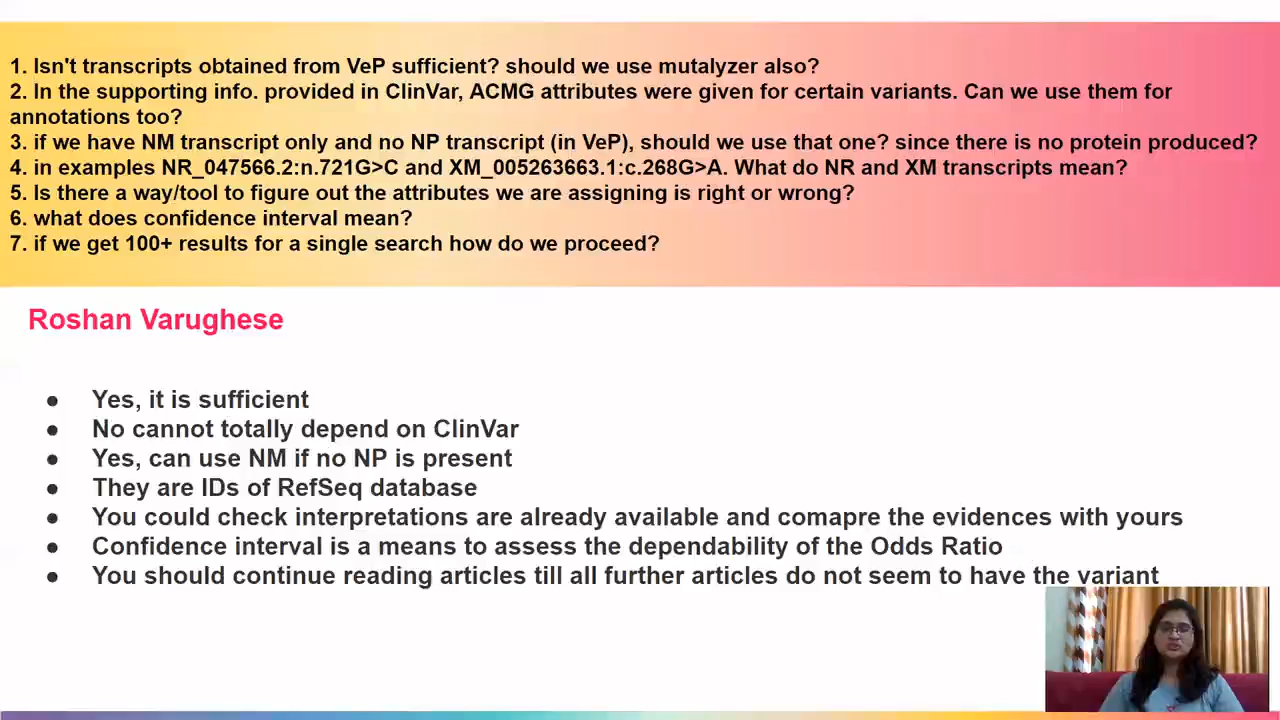 1. Isn't transcripts obtained from VeP sufficient? should we use mutalyzer also?
2. In the supporting info. provided in ClinVar, ACMG attributes were given for certain variants. Can we use them for
annotations too?
3. if we have NM transcript only and no NP transcript (in VeP), should we use that one? since there is no protein produced?
4. in examples NR_047566.2:n.721G>C and XM_005263663.1:c.268G>A. What do NR and XM transcripts mean?
5. Is there a way/tool to figure out the attributes we are assigning is right or wrong?
6. what does confidence interval mean?
7. if we get 100+ results for a single search how do we proceed?
Roshan Varughese
● Yes, it is sufficient
● No cannot totally depend on ClinVar
● Yes, can use NM if no NP is present
● They are IDs of RefSeq database
● You could check interpretations are already available and comapre the evidences with yours
● Confidence interval is a means to assess the dependability of the Odds Ratio
● You should continue reading articles till all further articles do not seem to have the variant